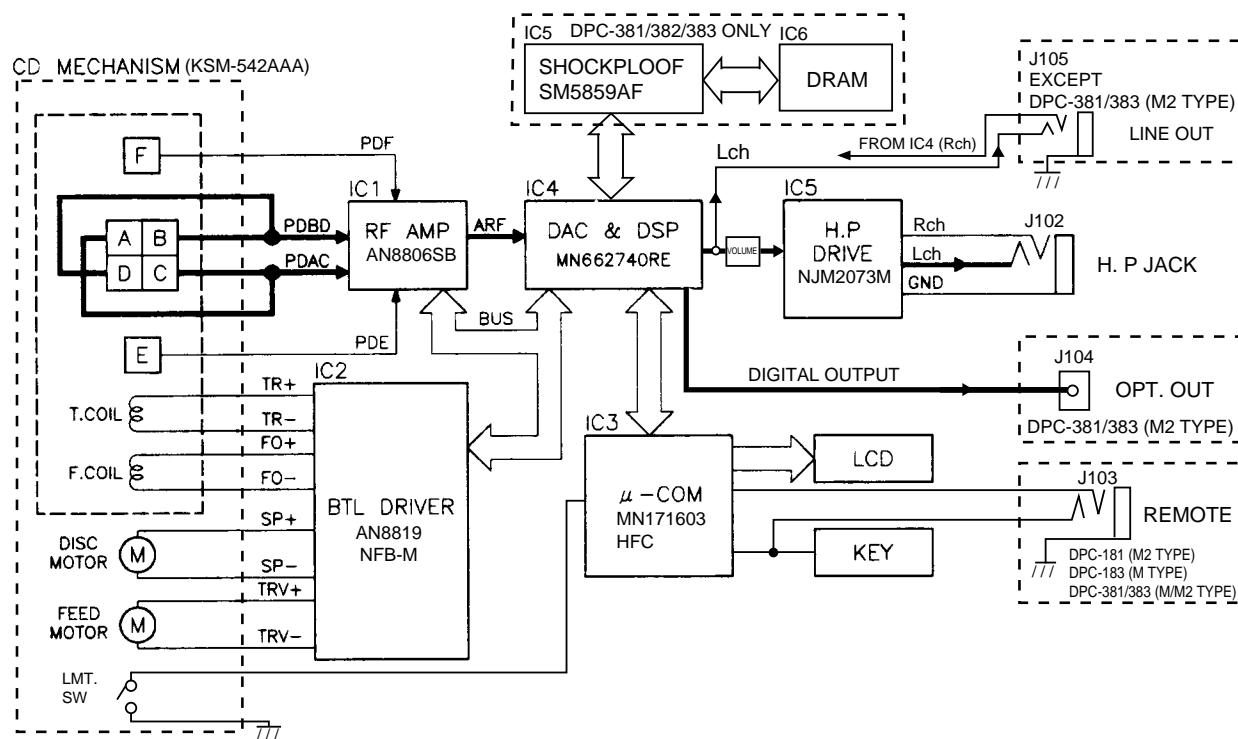 CD MECHANISM (KSM-542AAA)
IC5
DPC-381/382/383 ONLY
IC6
SHOCKPLOOF
SM5859AF
DRAM
J105
EXCEPT
DPC-381/383 (M2 TYPE)
LINE OUT
FROM IC4 (Rch)
Lch
F
PDF
IC1
RF AMP
AN8806SB
ARF
IC4
DAC & DSP
MN662740RE
VOLUME
IC5
H.P
DRIVE
NJM2073M
Rch
Lch
GND
J102
H. P JACK
A B
D C
PDBD
PDAC
E
PDE
BUS
IC2
BTL DRIVER
AN8819
NFB-M
T.COIL
TR+
TR-
F.COIL
FO+
FO-
DISC
MOTOR
M
SP+
SP-
FEED
MOTOR
M
TRV+
TRV-
LMT.
SW
DIGITAL OUTPUT
J104
OPT. OUT
DPC-381/383 (M2 TYPE)
IC3
μ-COM
MN171603
HFC
LCD
KEY
J103
REMOTE
DPC-181 (M2 TYPE)
DPC-183 (M TYPE)
DPC-381/383 (M/M2 TYPE)